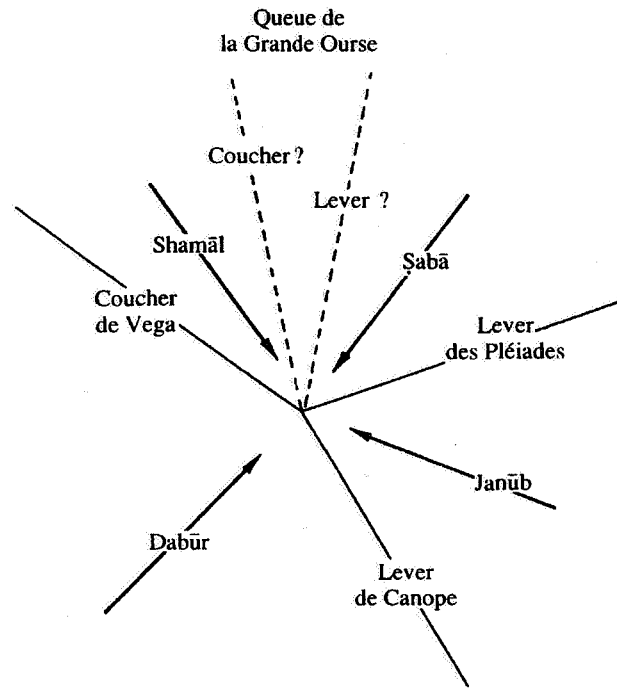 Queue de
la Grande Ourse
Coucher ?
Lever ?
Shamāl
Ṣabā
Coucher
de Vega
Lever
des Pléiades
Janūb
Dabūr
Lever
de Canope